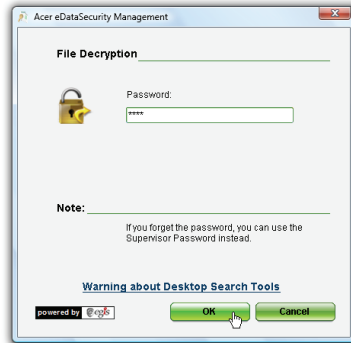 Acer eDataSecurity Management
File Decryption
Password:
****
Note:
If you forget the password, you can use the
Supervisor Password instead.
Warning about Desktop Search Tools
powered by egis
OK
Cancel